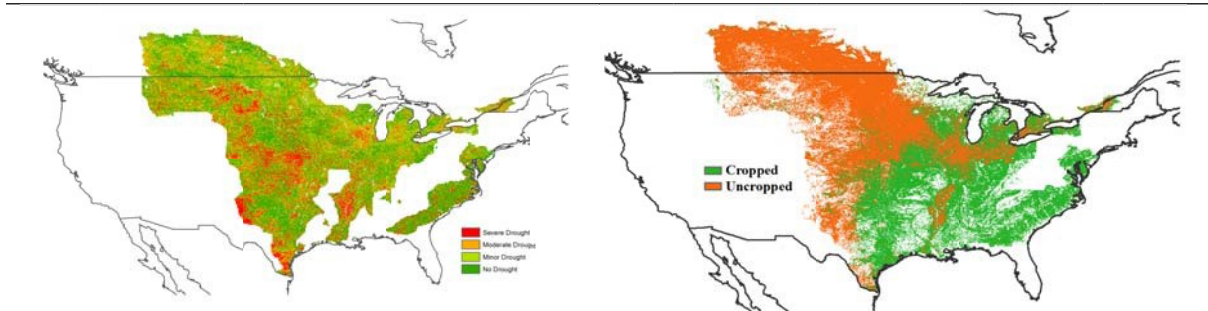 Severe Drought
Moderate Drought
Minor Drought
No Drought
Cropped
Uncropped